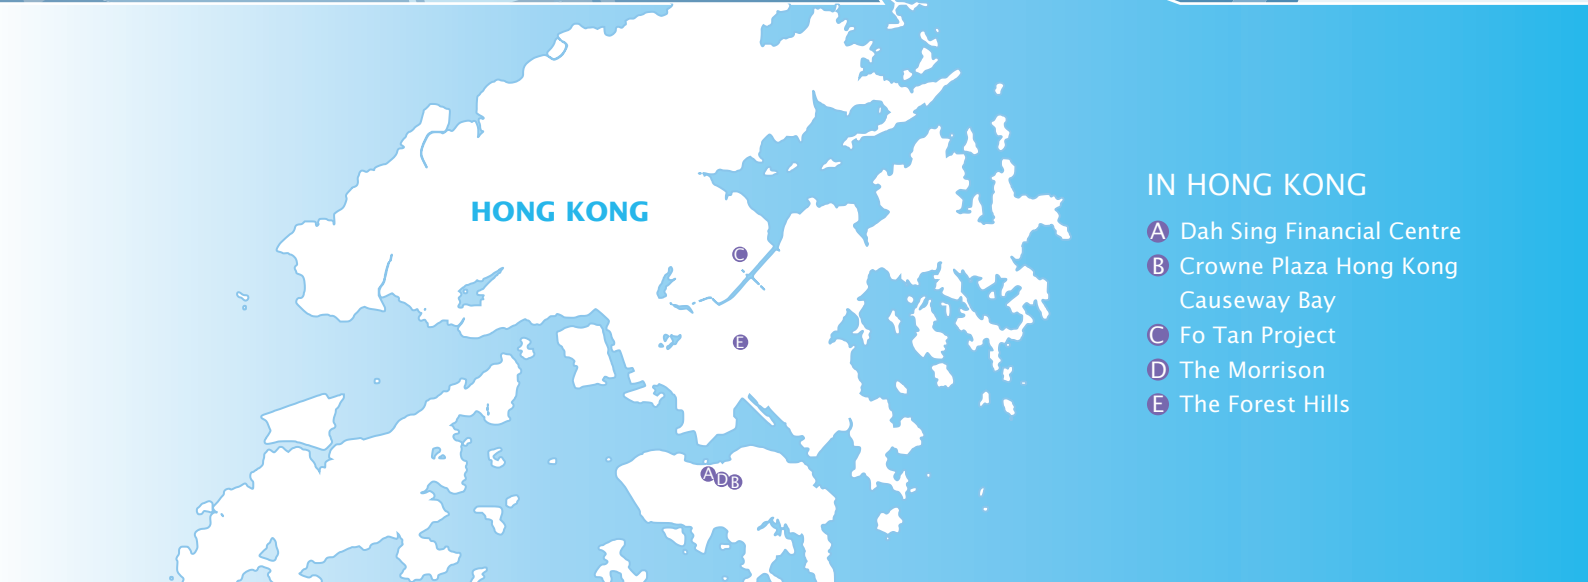 HONG KONG
C
E
A
D
B
IN HONG KONG
A Dah Sing Financial Centre
B Crowne Plaza Hong Kong
Causeway Bay
C Fo Tan Project
D The Morrison
E The Forest Hills